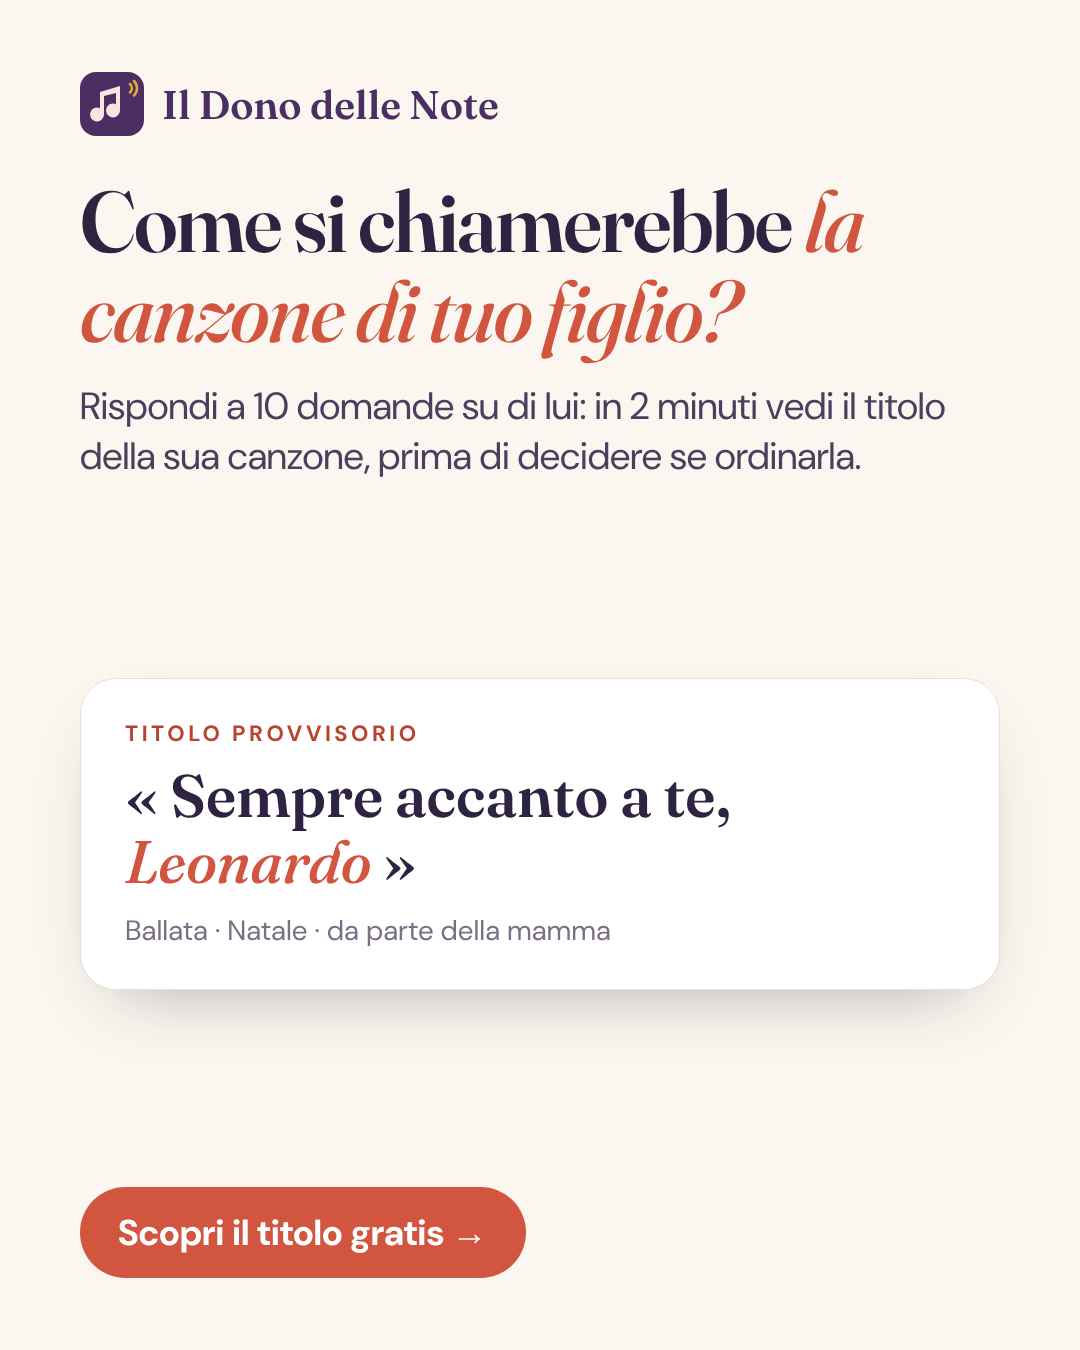 Il Dono delle Note
Come si chiamerebbe la
canzone di tuo figlio?
Rispondi a 10 domande su di lui: in 2 minuti vedi il titolo
della sua canzone, prima di decidere se ordinarla.
TITOLO PROVVISORIO
« Sempre accanto a te,
Leonardo »
Ballata · Natale · da parte della mamma
Scopri il titolo gratis →